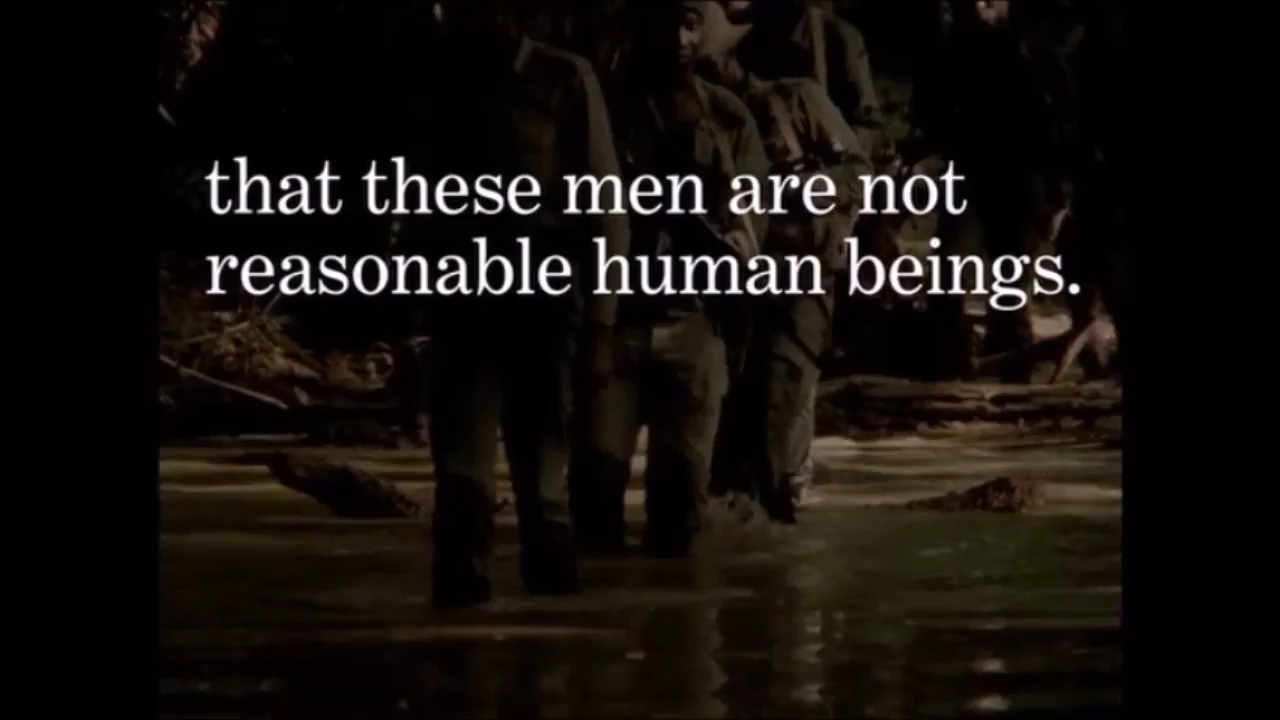 that these men are not
reasonable human beings.